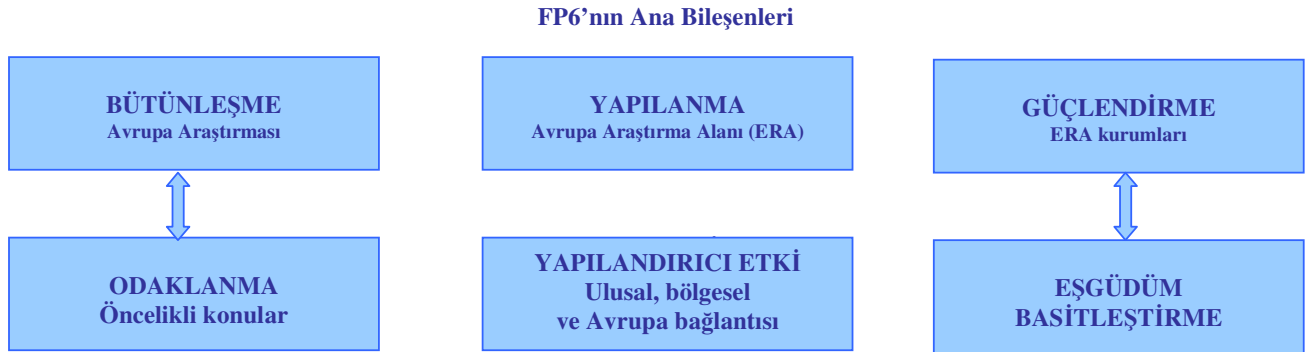 FP6’nın Ana Bileşenleri
BÜTÜNLEŞME
Avrupa Araştırması
YAPILANMA
Avrupa Araştırma Alanı (ERA)
GÜÇLENDİRME
ERA kurumları
ODAKLANMA
Öncelikli konular
YAPILANDIRICI ETKİ
Ulusal, bölgesel
ve Avrupa bağlantısı
EŞGÜDÜM
BASİTLEŞTİRME